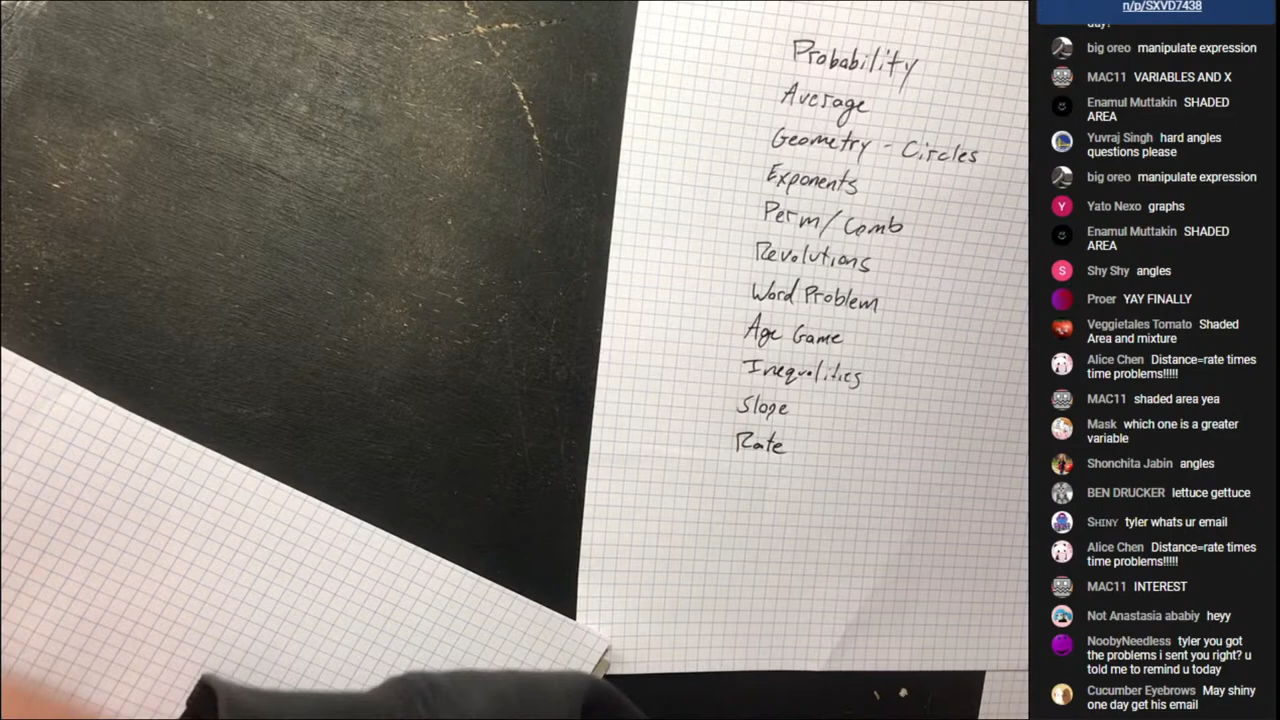 Probability
Average
Geometry - Circles
Exponents
Perm/Comb
Revolutions
Word Problem
Age Game
Inequalities
Slope
Rate
n/p/SXVD7438
day?
big oreo manipulate expression
MAC11 VARIABLES AND X
Enamul Muttakin SHADED
AREA
Yuvraj Singh hard angles
questions please
big oreo manipulate expression
Yato Nexo graphs
Enamul Muttakin SHADED
AREA
Shy Shy angles
Proer YAY FINALLY
Veggietales Tomato Shaded
Area and mixture
Alice Chen Distance=rate times
time problems!!!!!
MAC11 shaded area yea
Mask which one is a greater
variable
Shonchita Jabin angles
BEN DRUCKER lettuce gettuce
SHINY tyler whats ur email
Alice Chen Distance=rate times
time problems!!!!!
MAC11 INTEREST
Not Anastasia ababiy heyy
NoobyNeedless tyler you got
the problems i sent you right? u
told me to remind u today
Cucumber Eyebrows May shiny
one day get his email
Y
S